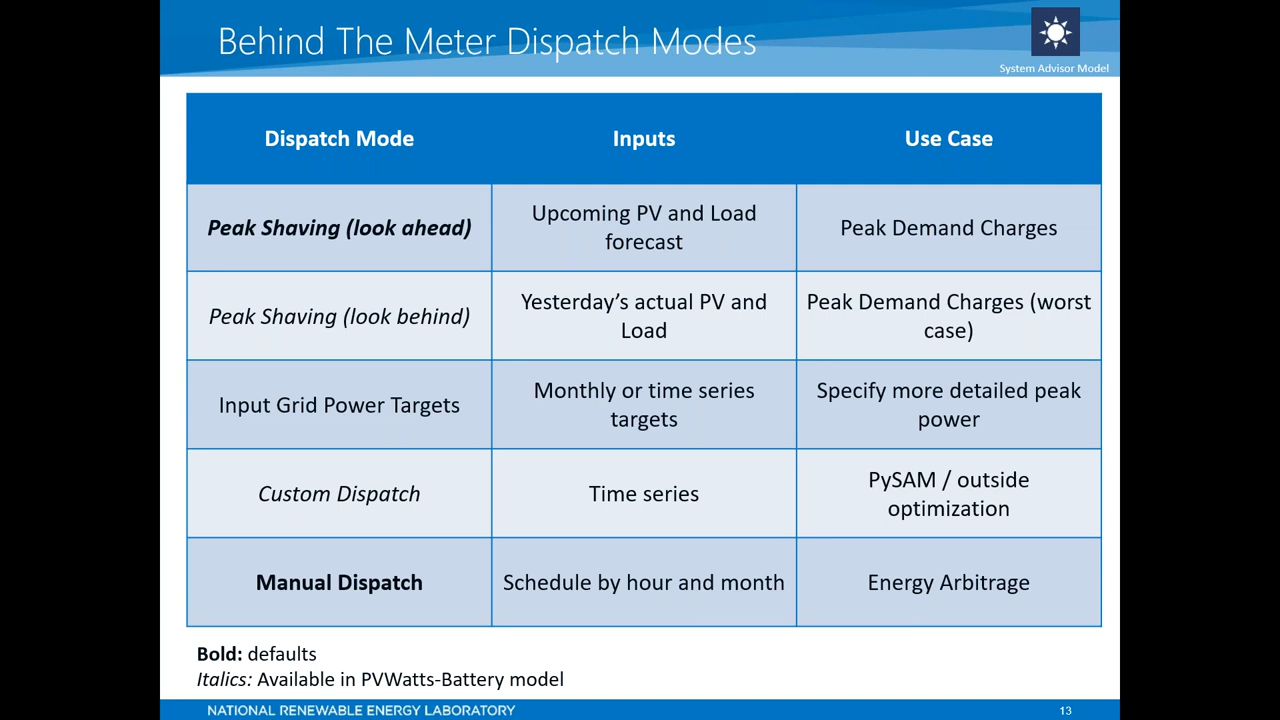 Behind The Meter Dispatch Modes
System Advisor Model
Dispatch Mode
Inputs
Use Case
Peak Shaving (look ahead)
Upcoming PV and Load
forecast
Peak Demand Charges
Peak Shaving (look behind)
Yesterday’s actual PV and
Load
Peak Demand Charges (worst
case)
Input Grid Power Targets
Monthly or time series
targets
Specify more detailed peak
power
Custom Dispatch
Time series
PySAM / outside
optimization
Manual Dispatch
Schedule by hour and month
Energy Arbitrage
Bold: defaults
Italics: Available in PVWatts-Battery model
NATIONAL RENEWABLE ENERGY LABORATORY
13